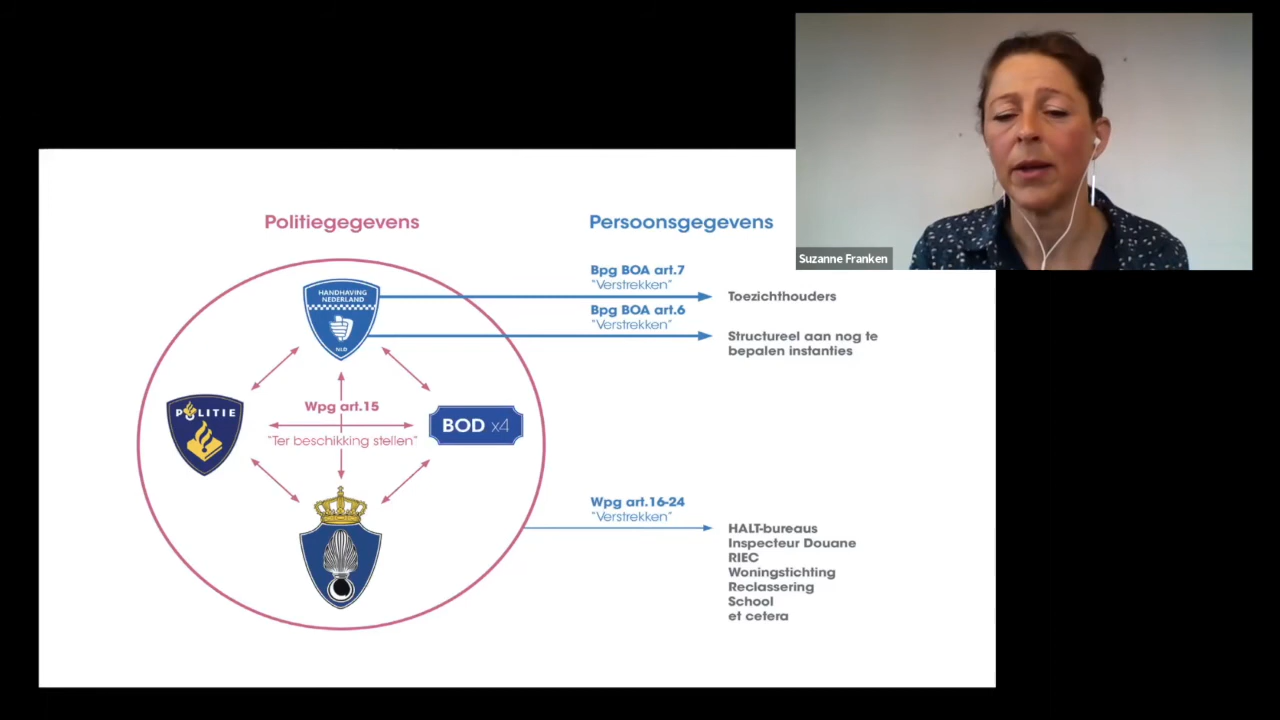 Suzanne Franken
Politiegegevens
Persoonsgegevens
HANDHAVING
NEDERLAND
NLD
Bpg BOA art.7
"Verstrekken"
Toezichthouders
Bpg BOA art.6
"Verstrekken"
Structureel aan nog te
bepalen instanties
POLITIE
Wpg art.15
"Ter beschikking stellen"
BOD x4
Wpg art.16-24
"Verstrekken"
HALT-bureaus
Inspecteur Douane
RIEC
Woningstichting
Reclassering
School
et cetera